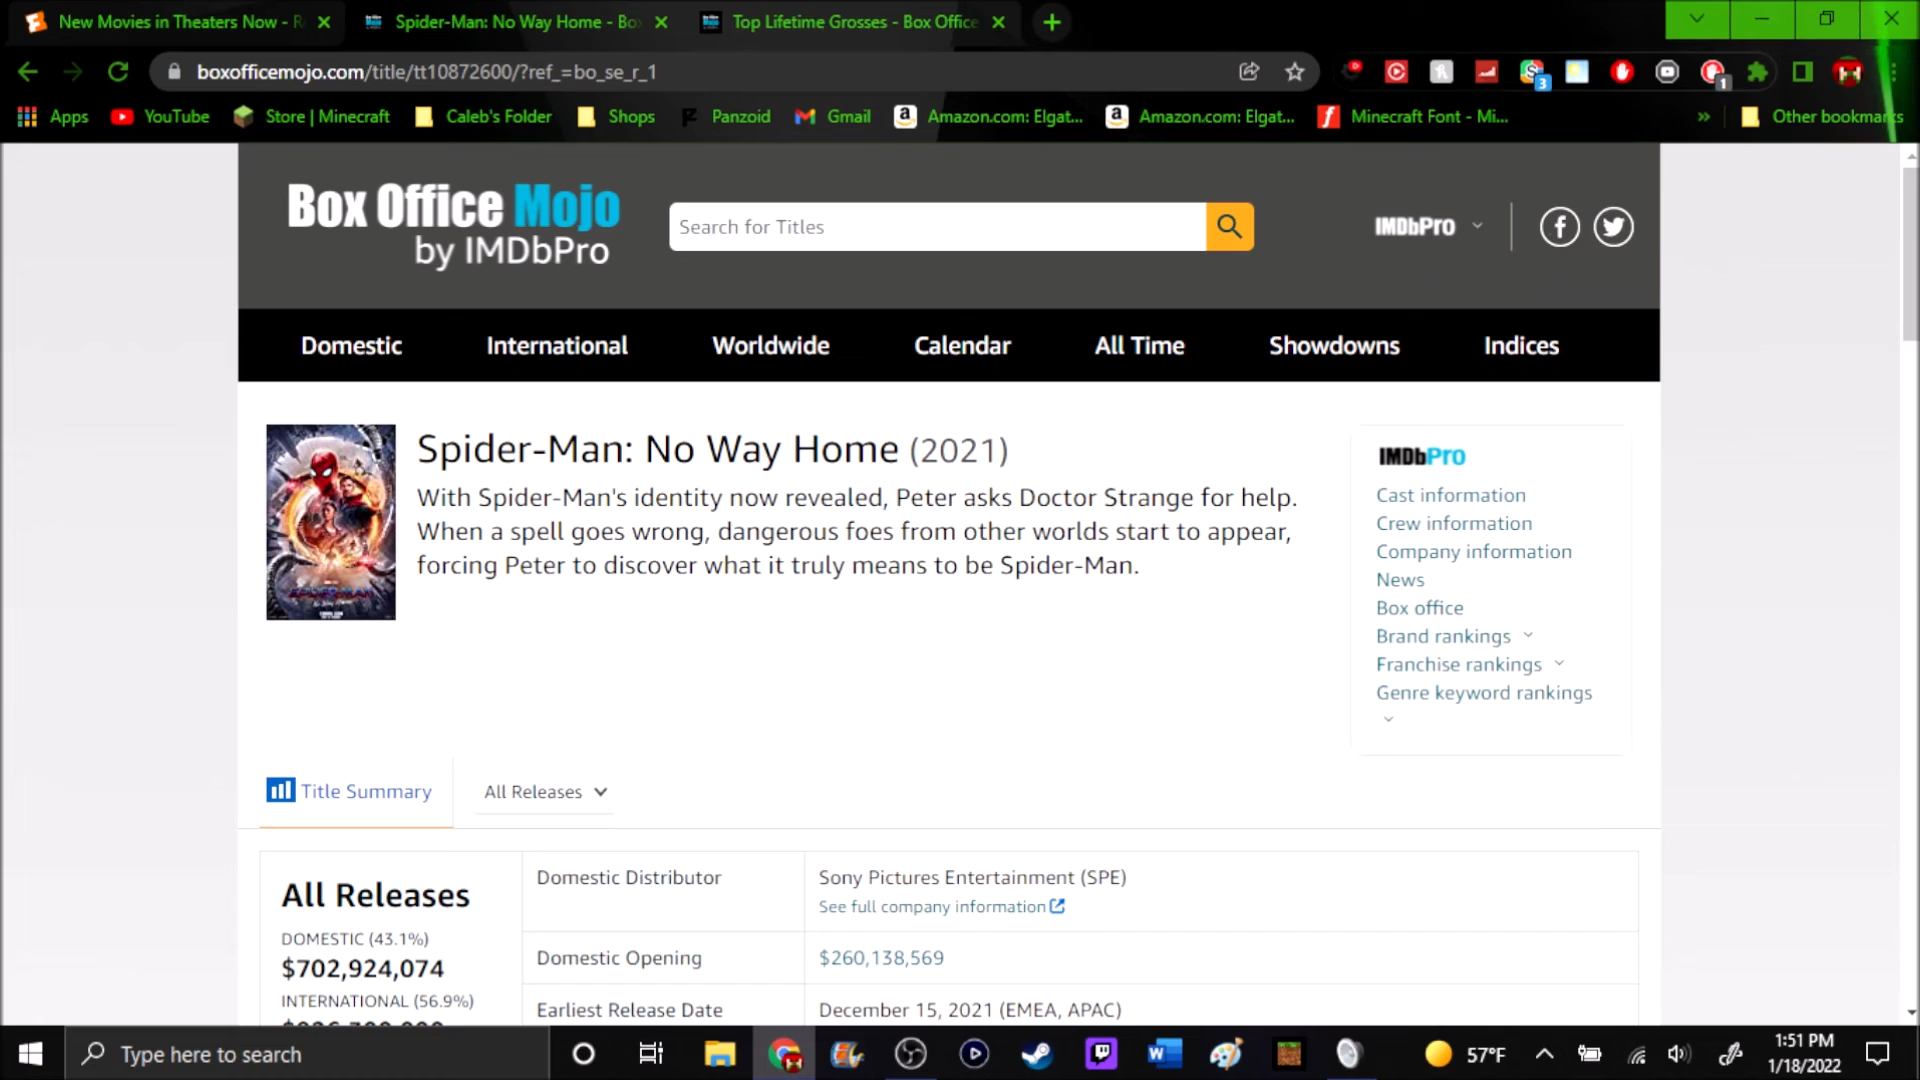 New Movies in Theaters Now - R
Spider-Man: No Way Home - Bo
Top Lifetime Grosses - Box Office
boxofficemojo.com/title/tt10872600/?ref_=bo_se_r_1
3
1
Apps
YouTube
Store | Minecraft
Caleb's Folder
Shops
Panzoid
Gmail
Amazon.com: Elgat...
Amazon.com: Elgat...
Minecraft Font - Mi...
»
Other bookmarks
Box Office Mojo
by IMDbPro
Search for Titles
IMDbPro
Domestic
International
Worldwide
Calendar
All Time
Showdowns
Indices
Spider-Man: No Way Home (2021)
With Spider-Man's identity now revealed, Peter asks Doctor Strange for help.
When a spell goes wrong, dangerous foes from other worlds start to appear,
forcing Peter to discover what it truly means to be Spider-Man.
SPIDER-MAN
IMDbPro
Cast information
Crew information
Company information
News
Box office
Brand rankings
Franchise rankings
Genre keyword rankings
Title Summary
All Releases
All Releases
DOMESTIC (43.1%)
$702,924,074
INTERNATIONAL (56.9%)
Domestic Distributor
Sony Pictures Entertainment (SPE)
See full company information
Domestic Opening
$260,138,569
Earliest Release Date
December 15, 2021 (EMEA, APAC)
Type here to search
57°F
1:51 PM
1/18/2022